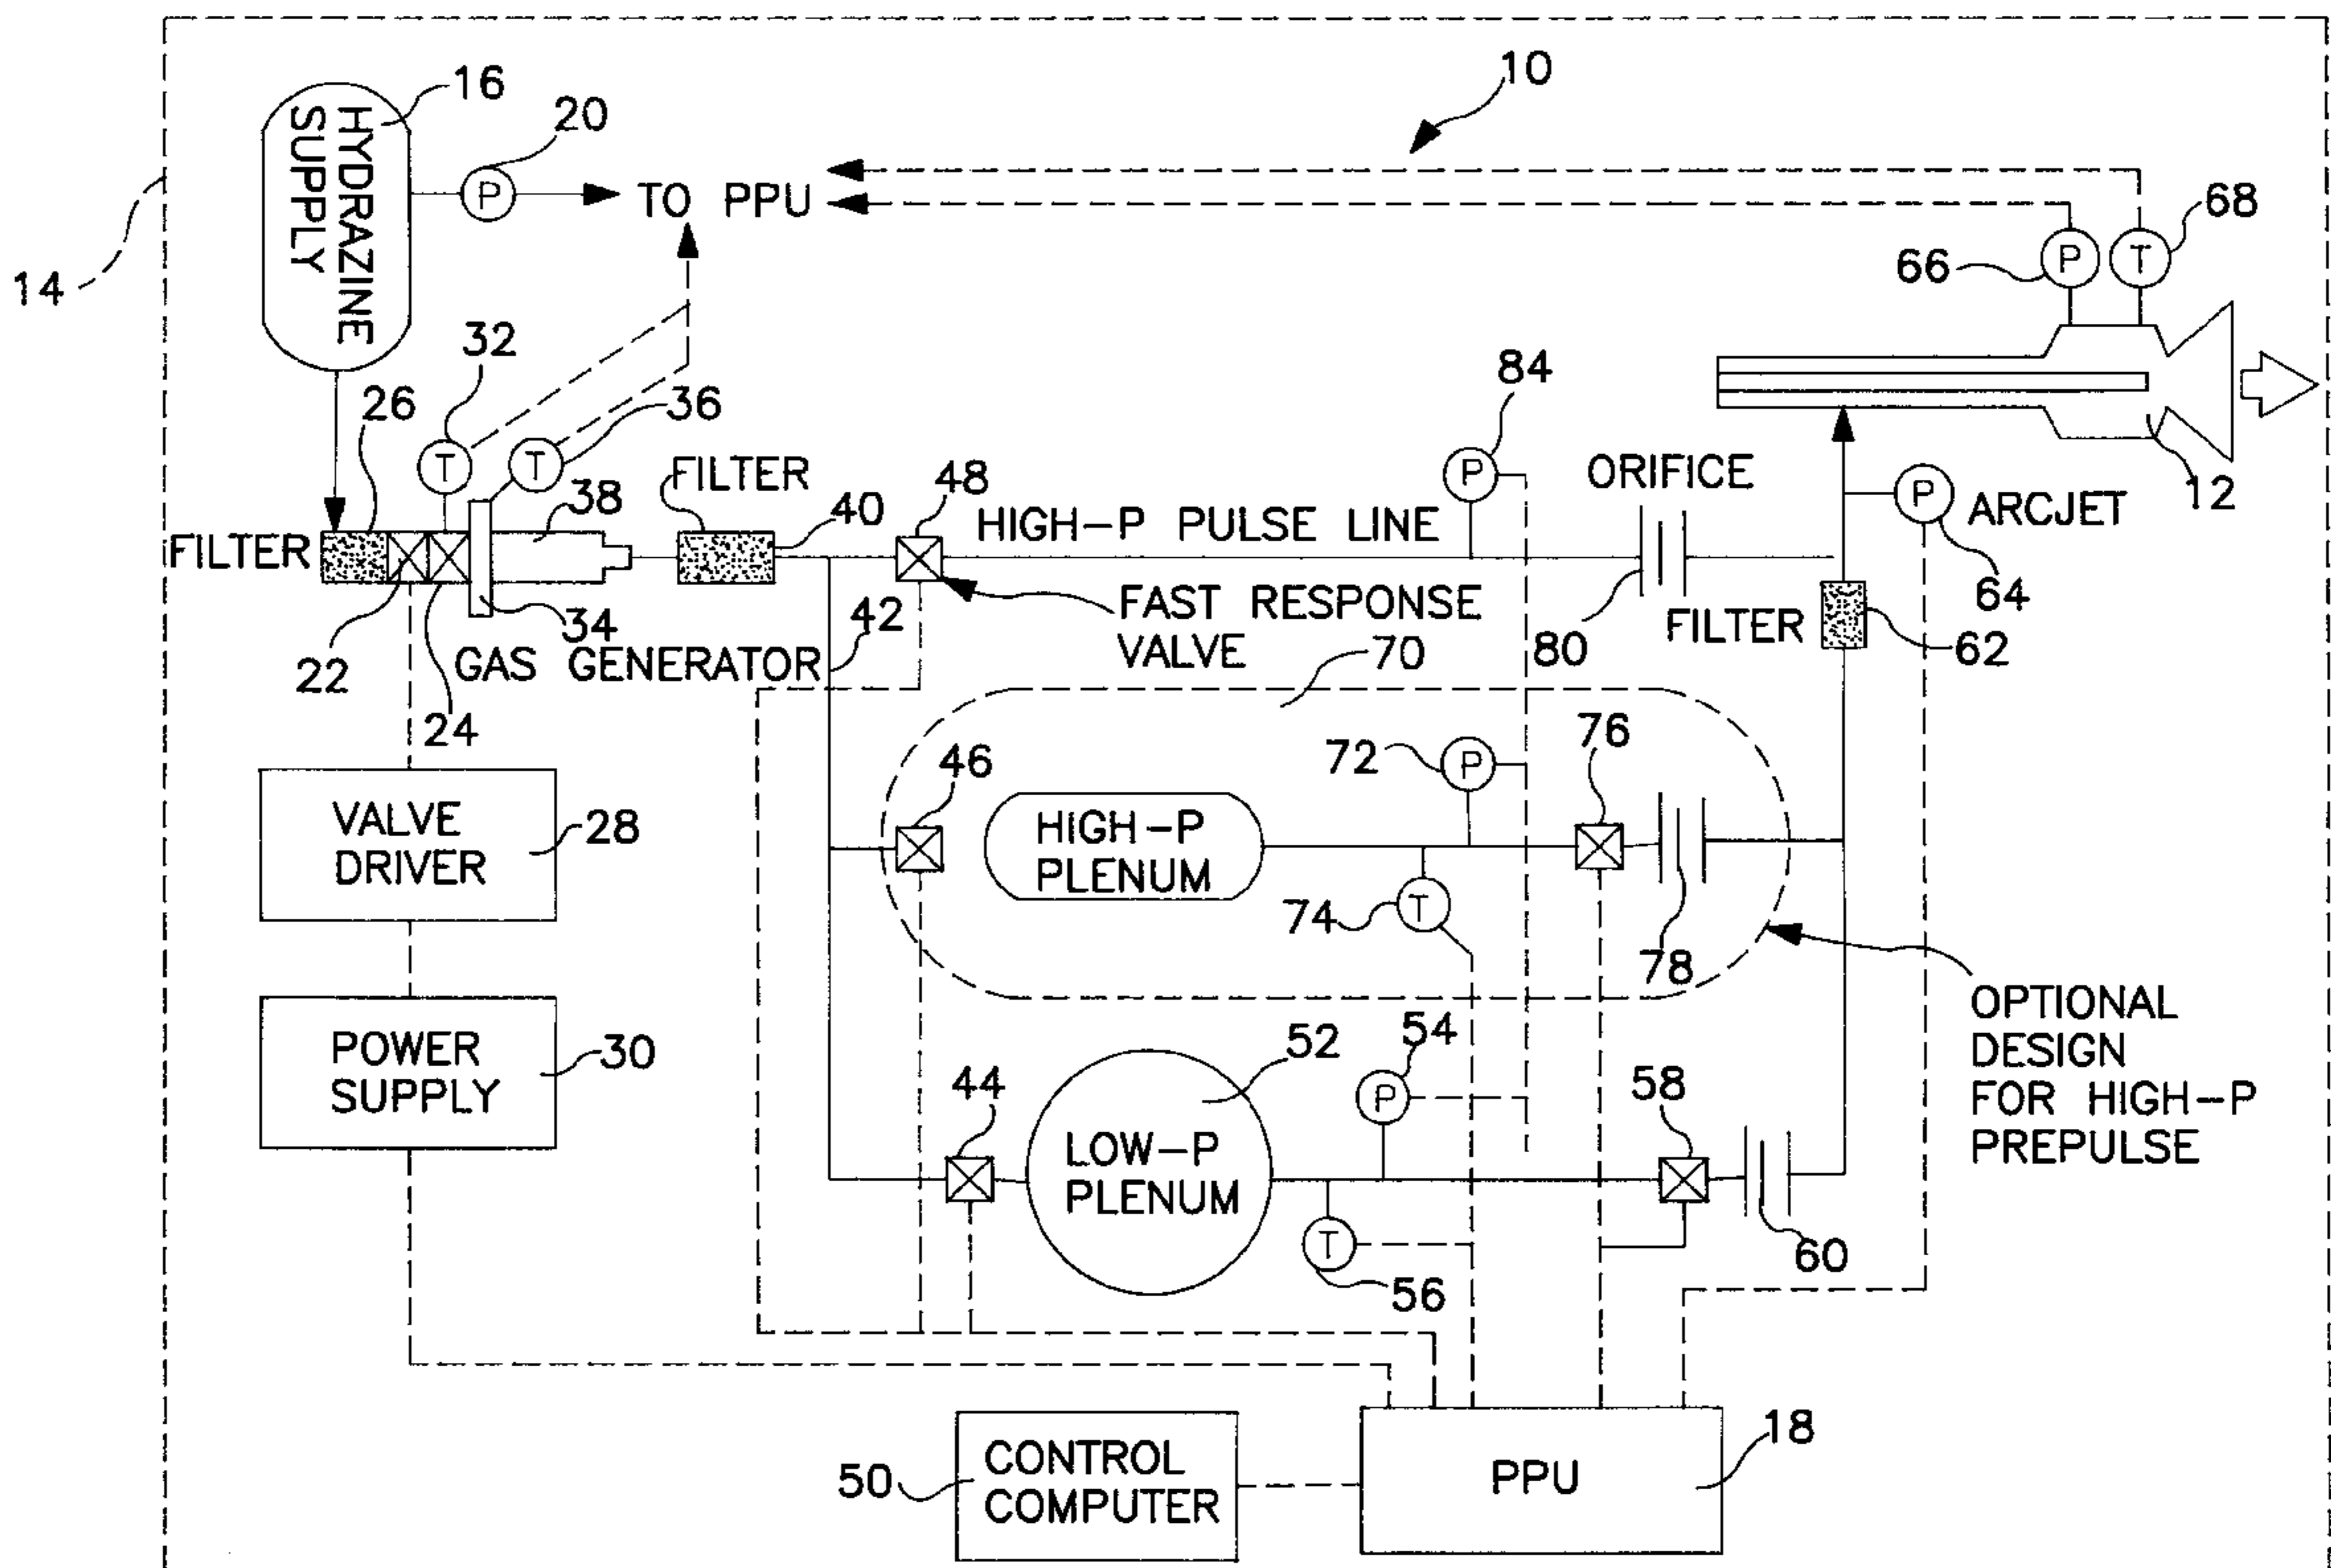 10
16
HYDRAZINE
SUPPLY
20
P
TO PPU
14
68
66
P
T
32
36
26
T
T
38
FILTER
FILTER
40
48
HIGH-P PULSE LINE
84
P
ORIFICE
12
P
ARCJET
64
34
GAS GENERATOR
22
24
42
FAST RESPONSE
VALVE
80
FILTER
62
70
VALVE
DRIVER
28
46
HIGH-P
PLENUM
72
P
76
74
T
78
OPTIONAL
DESIGN
FOR HIGH-P
PREPULSE
POWER
SUPPLY
30
44
52
LOW-P
PLENUM
54
P
58
T
56
60
50
CONTROL
COMPUTER
PPU
18